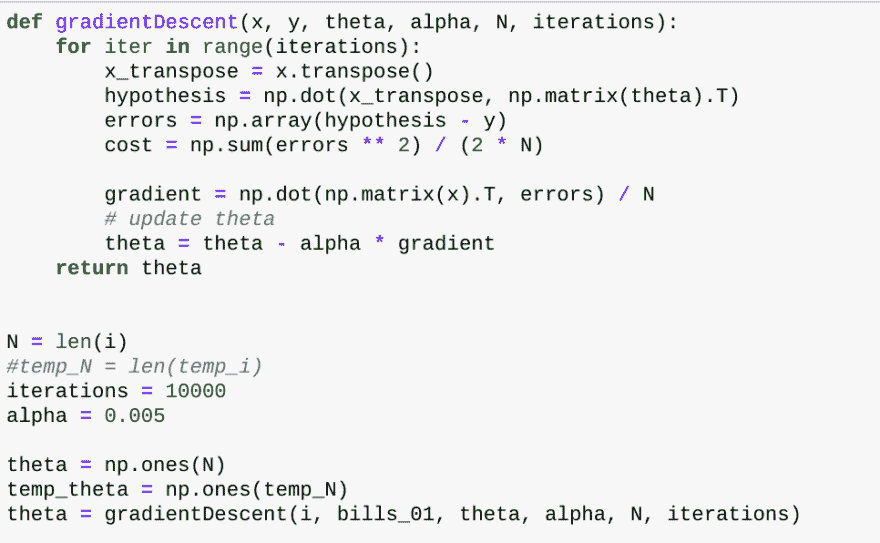 def gradientDescent(x, y, theta, alpha, N, iterations):
    for iter in range(iterations):
        x_transpose = x.transpose()
        hypothesis = np.dot(x_transpose, np.matrix(theta).T)
        errors = np.array(hypothesis - y)
        cost = np.sum(errors ** 2) / (2 * N)

        gradient = np.dot(np.matrix(x).T, errors) / N
        # update theta
        theta = theta - alpha * gradient
    return theta


N = len(i)
#temp_N = len(temp_i)
iterations = 10000
alpha = 0.005

theta = np.ones(N)
temp_theta = np.ones(temp_N)
theta = gradientDescent(i, bills_01, theta, alpha, N, iterations)